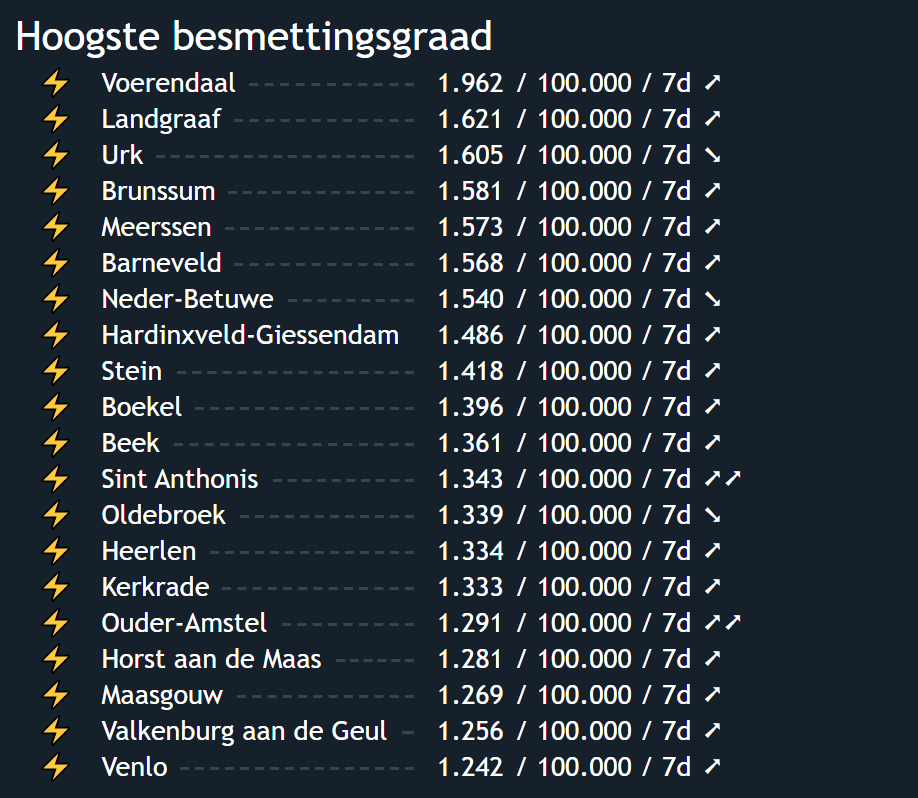 Hoogste besmettingsgraad
⚡ Voerendaal ------------ 1.962 / 100.000 / 7d ➚
⚡ Landgraaf ------------- 1.621 / 100.000 / 7d ➚
⚡ Urk ------------------ 1.605 / 100.000 / 7d ➘
⚡ Brunssum ------------- 1.581 / 100.000 / 7d ➚
⚡ Meerssen ------------- 1.573 / 100.000 / 7d ➚
⚡ Barneveld ------------- 1.568 / 100.000 / 7d ➚
⚡ Neder-Betuwe --------- 1.540 / 100.000 / 7d ➘
⚡ Hardinxveld-Giessendam 1.486 / 100.000 / 7d ➚
⚡ Stein ----------------- 1.418 / 100.000 / 7d ➚
⚡ Boekel --------------- 1.396 / 100.000 / 7d ➚
⚡ Beek ----------------- 1.361 / 100.000 / 7d ➚
⚡ Sint Anthonis ---------- 1.343 / 100.000 / 7d ➚➚
⚡ Oldebroek ------------ 1.339 / 100.000 / 7d ➘
⚡ Heerlen -------------- 1.334 / 100.000 / 7d ➚
⚡ Kerkrade ------------- 1.333 / 100.000 / 7d ➚
⚡ Ouder-Amstel --------- 1.291 / 100.000 / 7d ➚➚
⚡ Horst aan de Maas ----- 1.281 / 100.000 / 7d ➚
⚡ Maasgouw ------------ 1.269 / 100.000 / 7d ➚
⚡ Valkenburg aan de Geul - 1.256 / 100.000 / 7d ➚
⚡ Venlo ---------------- 1.242 / 100.000 / 7d ➚